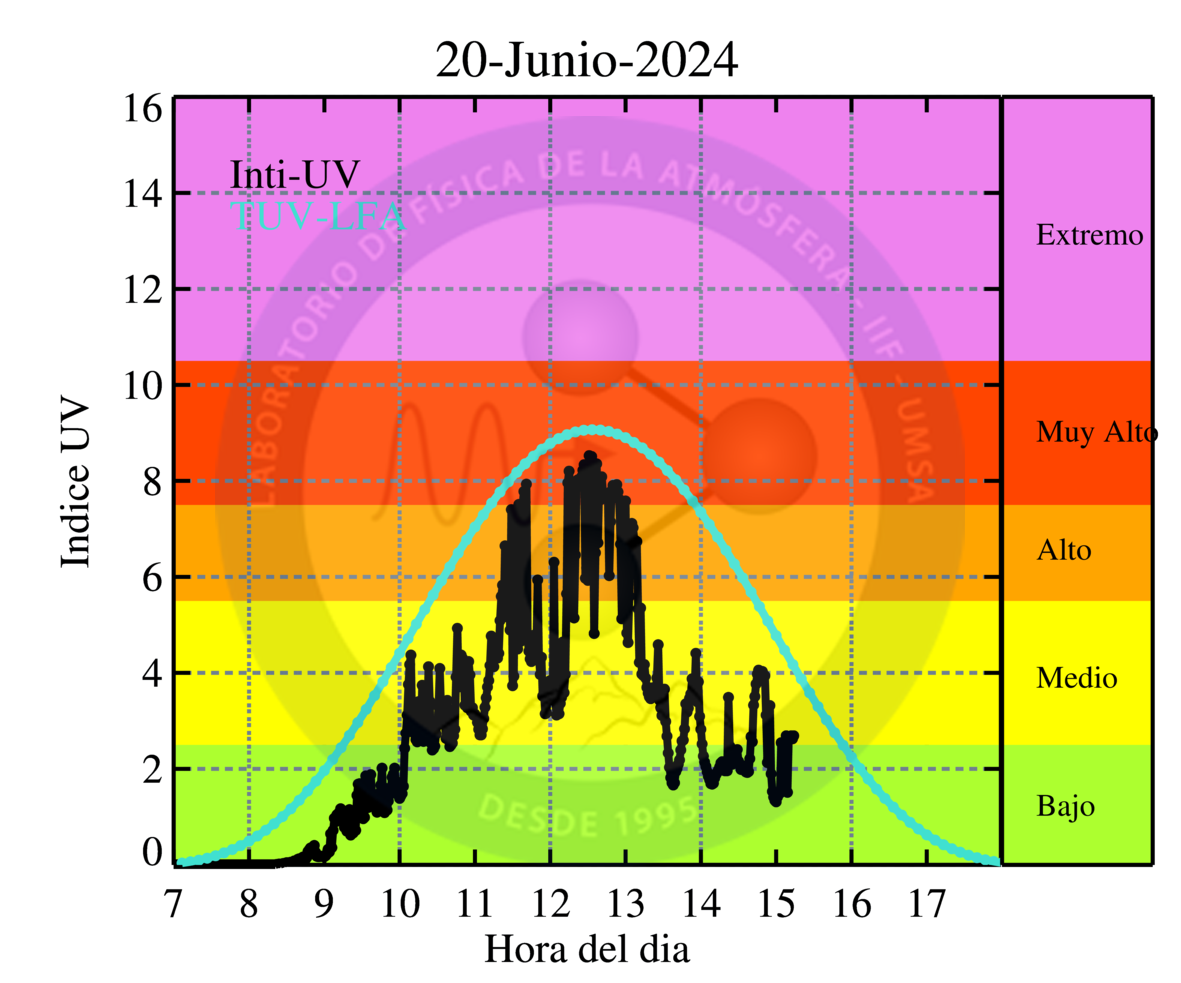 20-Junio-2024
16
14
12
10
8
6
4
2
0
Indice UV
Inti-UV
TUV-LFA
LABORATORIO DE FÍSICA DE LA ATMÓSFERA - IIF - UMSA
DESDE 1995
Extremo
Muy Alto
Alto
Medio
Bajo
7 8 9 10 11 12 13 14 15 16 17
Hora del dia